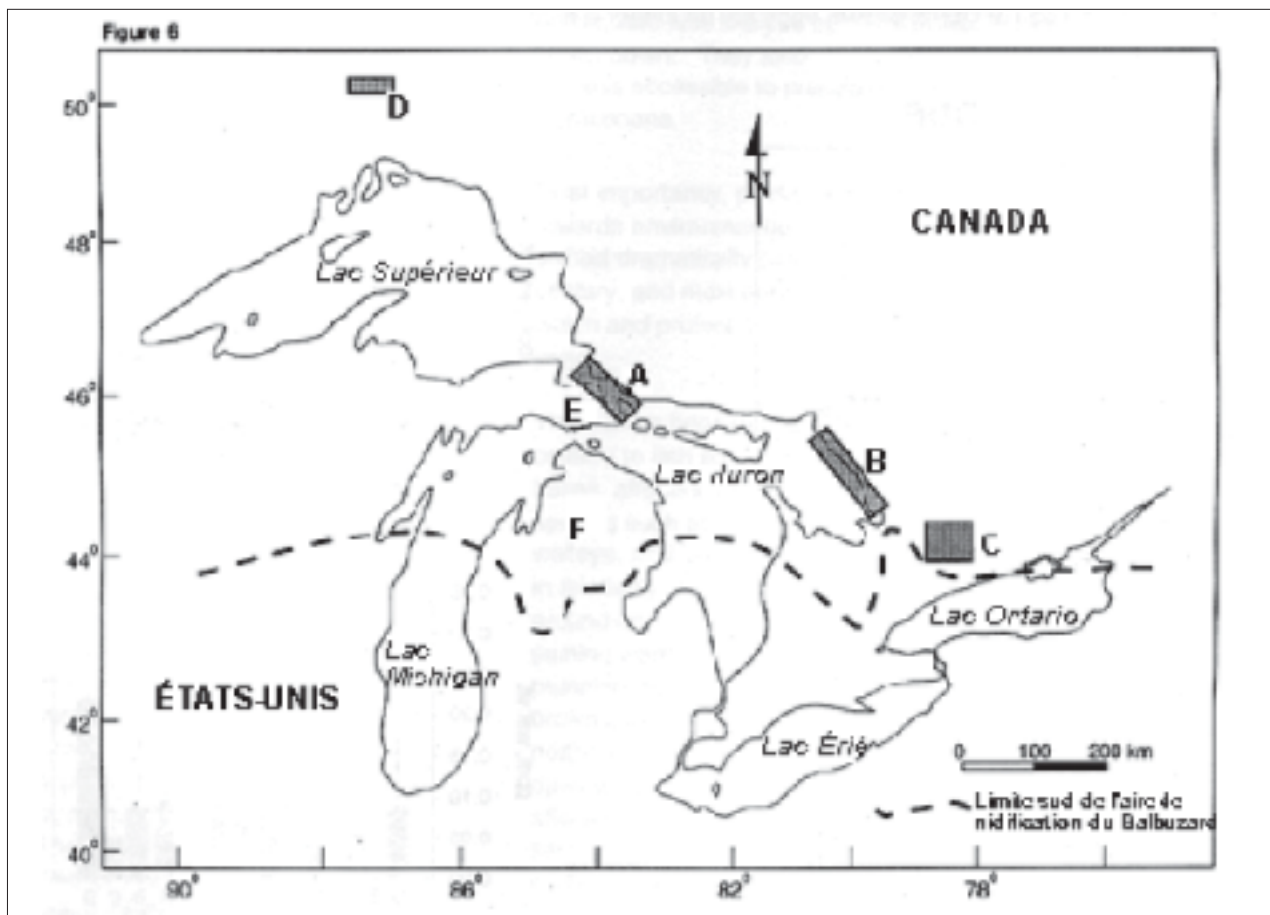 Figure 6
50°
D
N
CANADA
48°
Lac Supérieur
46°
A
E
B
Lac Huron
F
C
44°
Lac Ontario
Lac
Michigan
ÉTATS-UNIS
42°
Lac Érié
0 100 200 km
Limite sud de l'aire de
nidification du Balbuzard
40°
90° 86° 82° 78°